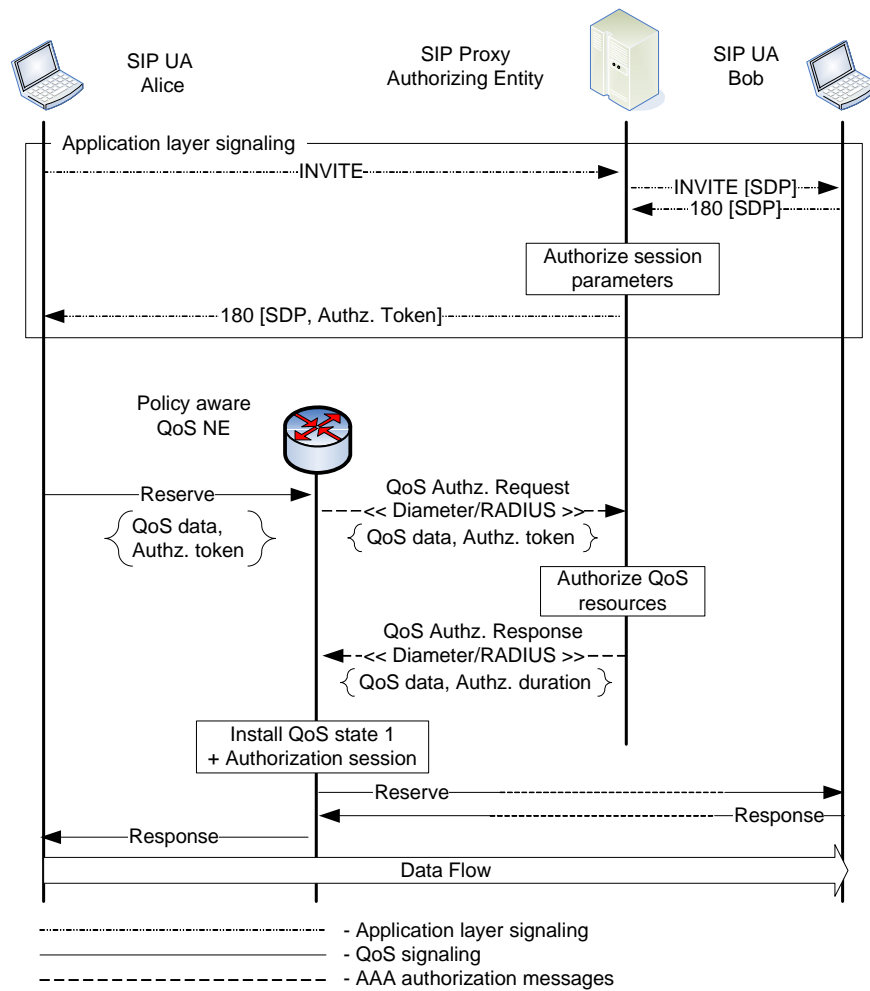 SIP UA
Alice
SIP Proxy
Authorizing Entity
SIP UA
Bob
Application layer signaling
INVITE
INVITE [SDP]
180 [SDP]
Authorize session
parameters
180 [SDP, Authz. Token]
Policy aware
QoS NE
Reserve
QoS data,
Authz. token
QoS Authz. Request
<< Diameter/RADIUS >>
QoS data, Authz. token
Authorize QoS
resources
QoS Authz. Response
<< Diameter/RADIUS >>
QoS data, Authz. duration
Install QoS state 1
+ Authorization session
Reserve
Response
Response
Data Flow
- Application layer signaling
- QoS signaling
- AAA authorization messages